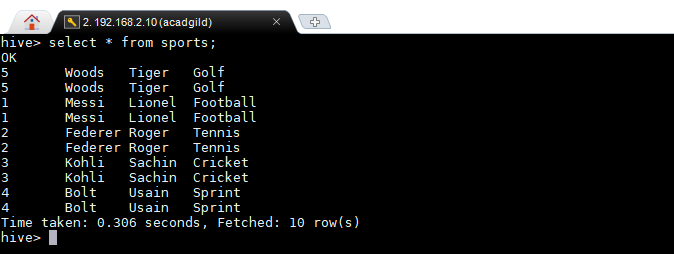 2. 192.168.2.10 (acadgild)
hive> select * from sports;
OK
5 Woods Tiger Golf
5 Woods Tiger Golf
1 Messi Lionel Football
1 Messi Lionel Football
2 Federer Roger Tennis
2 Federer Roger Tennis
3 Kohli Sachin Cricket
3 Kohli Sachin Cricket
4 Bolt Usain Sprint
4 Bolt Usain Sprint
Time taken: 0.306 seconds, Fetched: 10 row(s)
hive>